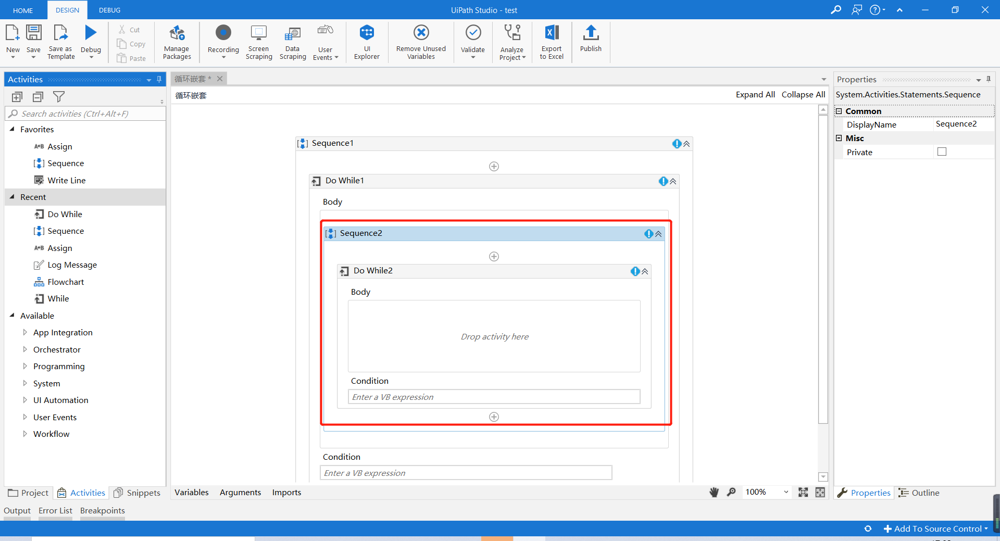 HOME
DESIGN
DEBUG
UiPath Studio - test
New
Save
Save as Template
Debug
Cut
Copy
Paste
Manage Packages
Recording
Screen Scraping
Data Scraping
User Events
UI Explorer
Remove Unused Variables
Validate
Analyze Project
Export to Excel
Publish
Activities
Search activities (Ctrl+Alt+F)
Favorites
Assign
Sequence
Write Line
Recent
Do While
Sequence
Assign
Log Message
Flowchart
While
Available
App Integration
Orchestrator
Programming
System
UI Automation
User Events
Workflow
Project
Activities
Snippets
循环嵌套 *
循环嵌套
Expand All
Collapse All
Sequence1
Do While1
Body
Sequence2
Do While2
Body
Drop activity here
Condition
Enter a VB expression
Condition
Enter a VB expression
Variables
Arguments
Imports
100%
Properties
System.Activities.Statements.Sequence
Common
DisplayName
Sequence2
Misc
Private
Properties
Outline
Output
Error List
Breakpoints
Add To Source Control